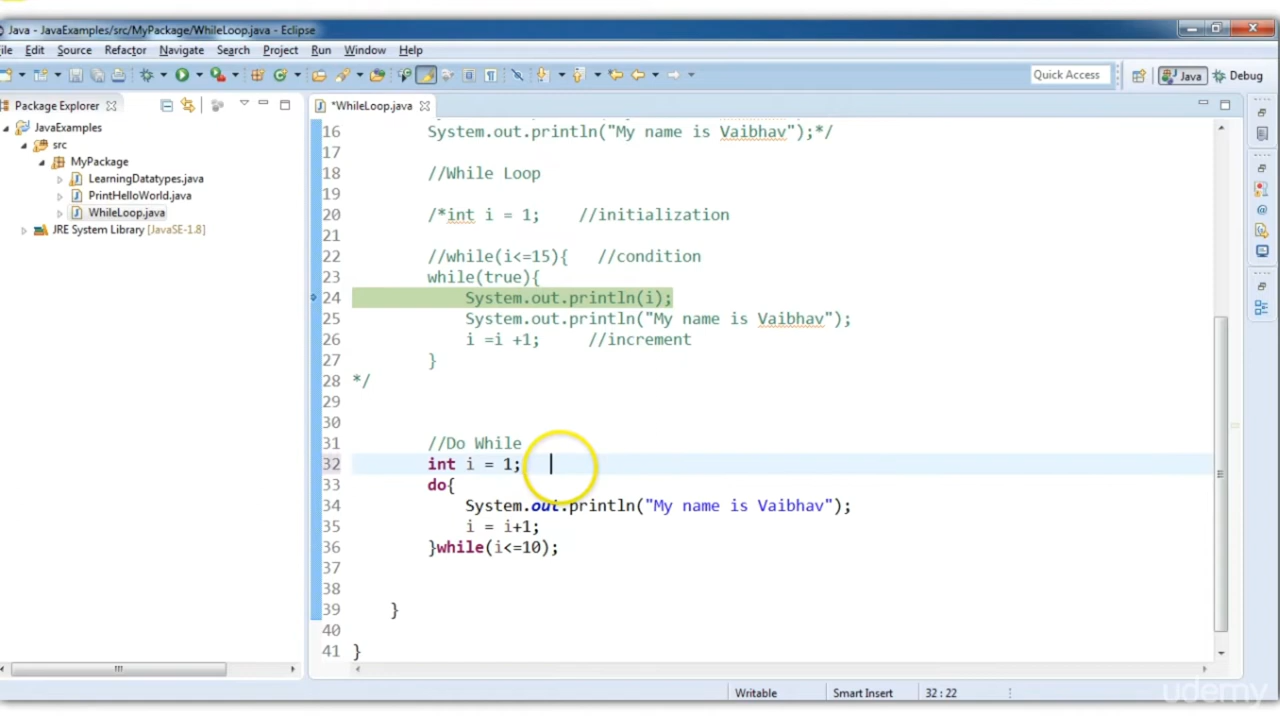 Java - JavaExamples/src/MyPackage/WhileLoop.java - Eclipse
ile Edit Source Refactor Navigate Search Project Run Window Help
Quick Access Java Debug
Package Explorer
*WhileLoop.java
JavaExamples
src
MyPackage
LearningDatatypes.java
PrintHelloWorld.java
WhileLoop.java
JRE System Library [JavaSE-1.8]
16 System.out.println("My name is Vaibhav");*/
17
18 //While Loop
19
20 /*int i = 1; //initialization
21
22 //while(i<=15){ //condition
23 while(true){
24 System.out.println(i);
25 System.out.println("My name is Vaibhav");
26 i =i +1; //increment
27 }
28 */
29
30
31 //Do While
32 int i = 1;
33 do{
34 System.out.println("My name is Vaibhav");
35 i = i+1;
36 }while(i<=10);
37
38
39 }
40
41 }
Writable Smart Insert 32 : 22
udemy